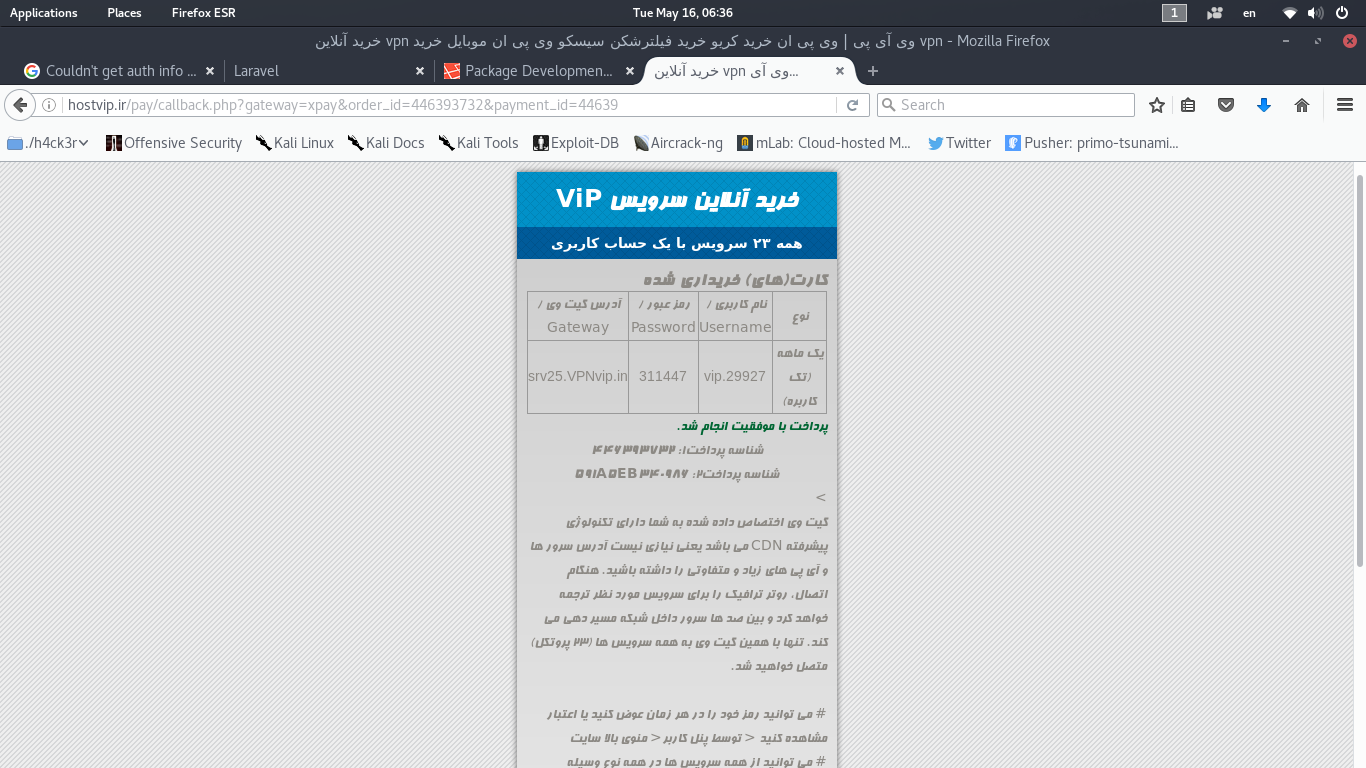 Applications Places Firefox ESR Tue May 16, 06:36 1 en
خرید آنلاین vpn وی آی پی | وی پی ان خرید کریو خرید فیلترشکن سیسکو وی پی ان موبایل خرید vpn - Mozilla Firefox
Couldn't get auth info ... Laravel Package Developmen... خرید آنلاین vpn وی آی...
hostvip.ir/pay/callback.php?gateway=xpay&order_id=446393732&payment_id=44639 Search
./h4ck3r Offensive Security Kali Linux Kali Docs Kali Tools Exploit-DB Aircrack-ng mLab: Cloud-hosted M... Twitter Pusher: primo-tsunami...
خرید آنلاین سرویس ViP
همه ۲۳ سرویس با یک حساب کاربری
کارت(های) خریداری شده
نوع نام کاربری / رمز عبور / آدرس گیت وی /
Username Password Gateway
یک ماهه
(تک vip.29927 311447 srv25.VPNvip.in
کاربره)
پرداخت با موفقیت انجام شد.
شناسه پرداخت۱: ۴۴۶۳۹۳۷۳۲
شناسه پرداخت۲: ۵۹۱A۵EB۳۴۰۹۸۶
>
گیت وی اختصاص داده شده به شما دارای تکنولوژی
پیشرفته CDN می باشد یعنی نیازی نیست آدرس سرور ها
و آی پی های زیاد و متفاوتی را داشته باشید. هنگام
اتصال، روتر ترافیک را برای سرویس مورد نظر ترجمه
خواهد کرد و بین صد ها سرور داخل شبکه مسیر دهی می
کند. تنها با همین گیت وی به همه سرویس ها (۲۳ پروتکل)
متصل خواهید شد.
# می توانید رمز خود را در هر زمان عوض کنید یا اعتبار
مشاهده کنید > توسط پنل کاربر > منوی بالا سایت
# می توانید از همه سرویس ها در همه نوع وسیله